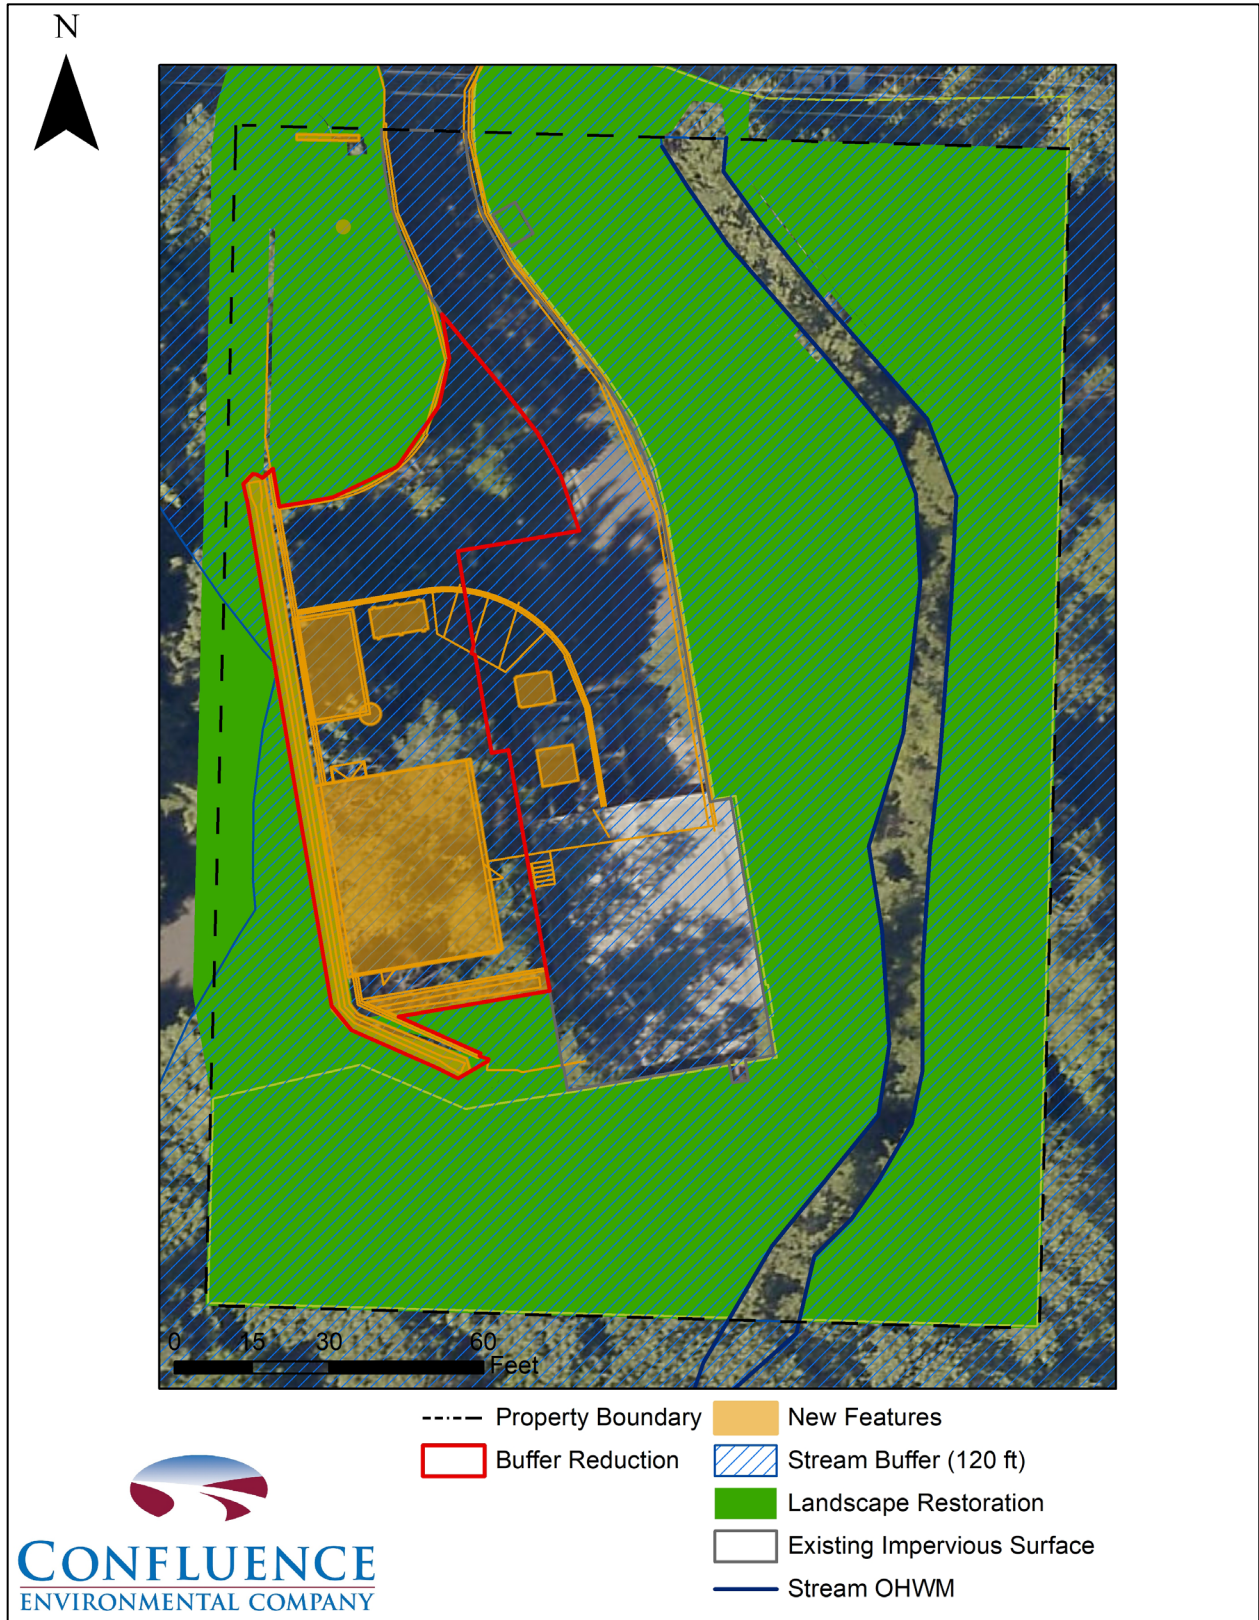 N
0 15 30 60
Feet
Property Boundary
Buffer Reduction
New Features
Stream Buffer (120 ft)
Landscape Restoration
Existing Impervious Surface
Stream OHWM
CONFLUENCE
ENVIRONMENTAL COMPANY